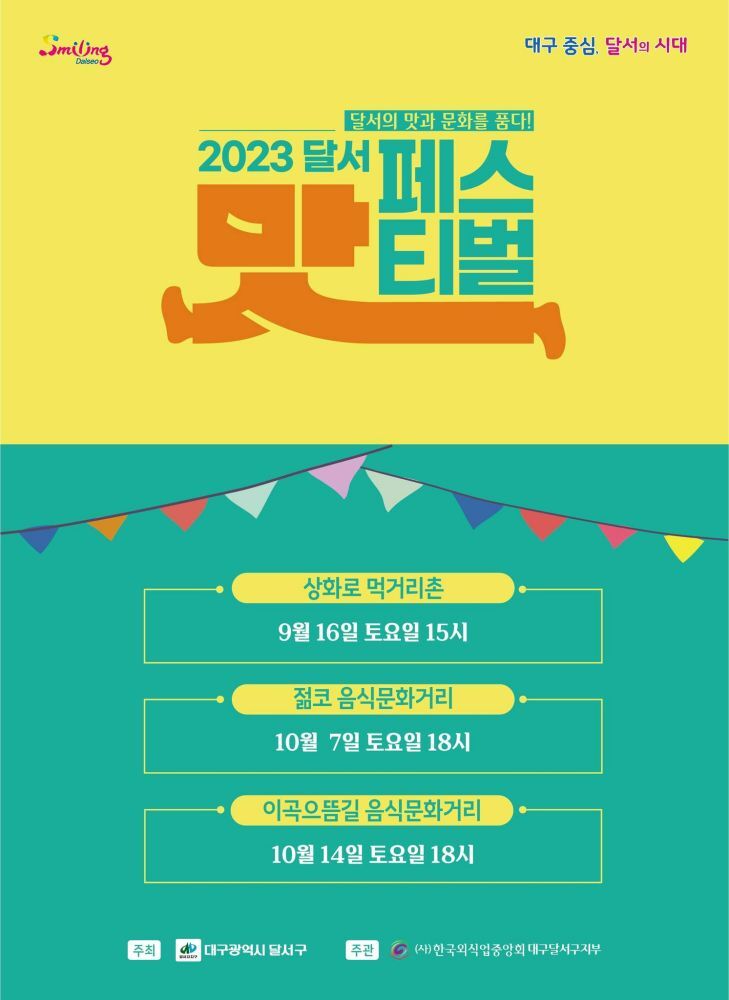 Smiling
Dalseo
대구 중심, 달서의 시대
달서의 맛과 문화를 품다!
2023 달서
맛 페스
티벌
상화로 먹거리촌
9월 16일 토요일 15시
젊코 음식문화거리
10월 7일 토요일 18시
이곡으뜸길 음식문화거리
10월 14일 토요일 18시
주최 대구광역시 달서구 주관 (사)한국외식업중앙회 대구달서구지부